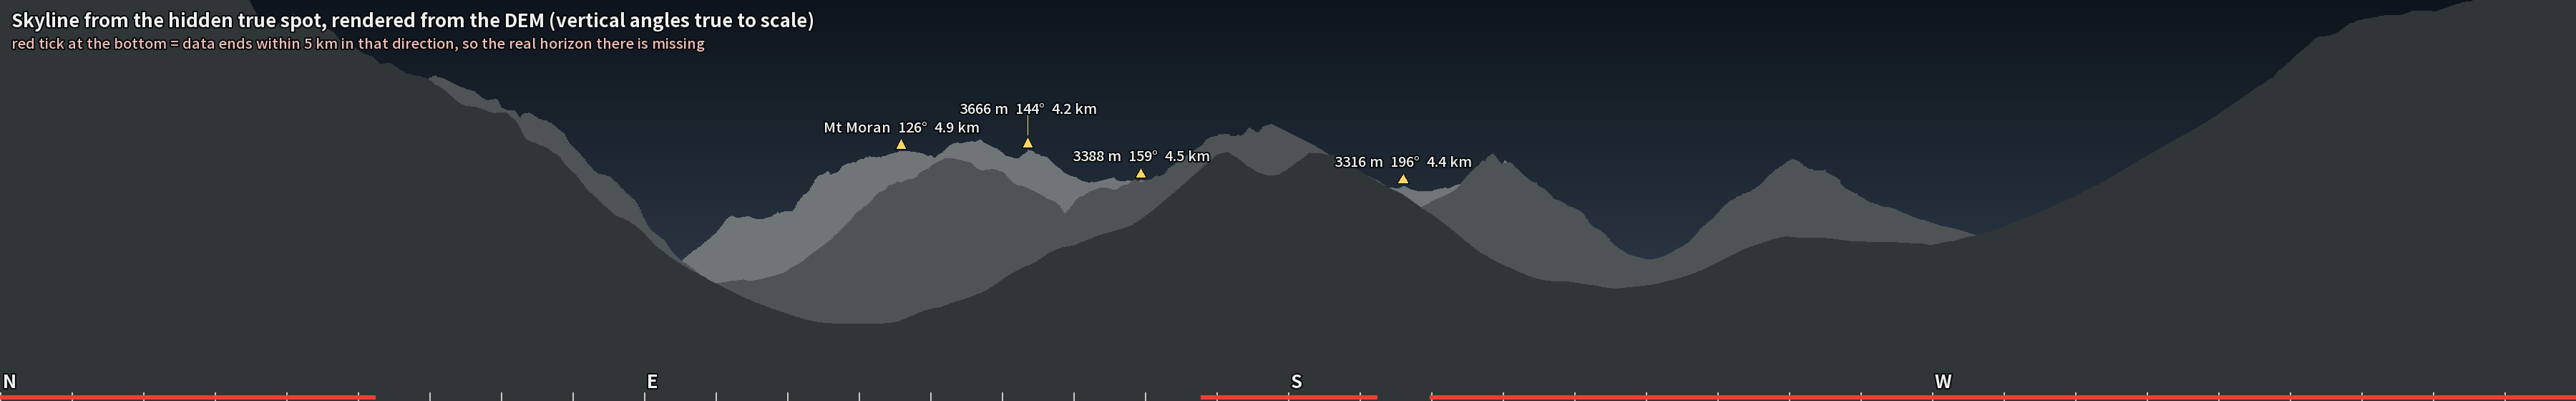 Skyline from the hidden true spot, rendered from the DEM (vertical angles true to scale)
red tick at the bottom = data ends within 5 km in that direction, so the real horizon there is missing
3666 m 144° 4.2 km
Mt Moran 126° 4.9 km
3388 m 159° 4.5 km
3316 m 196° 4.4 km
N E S W